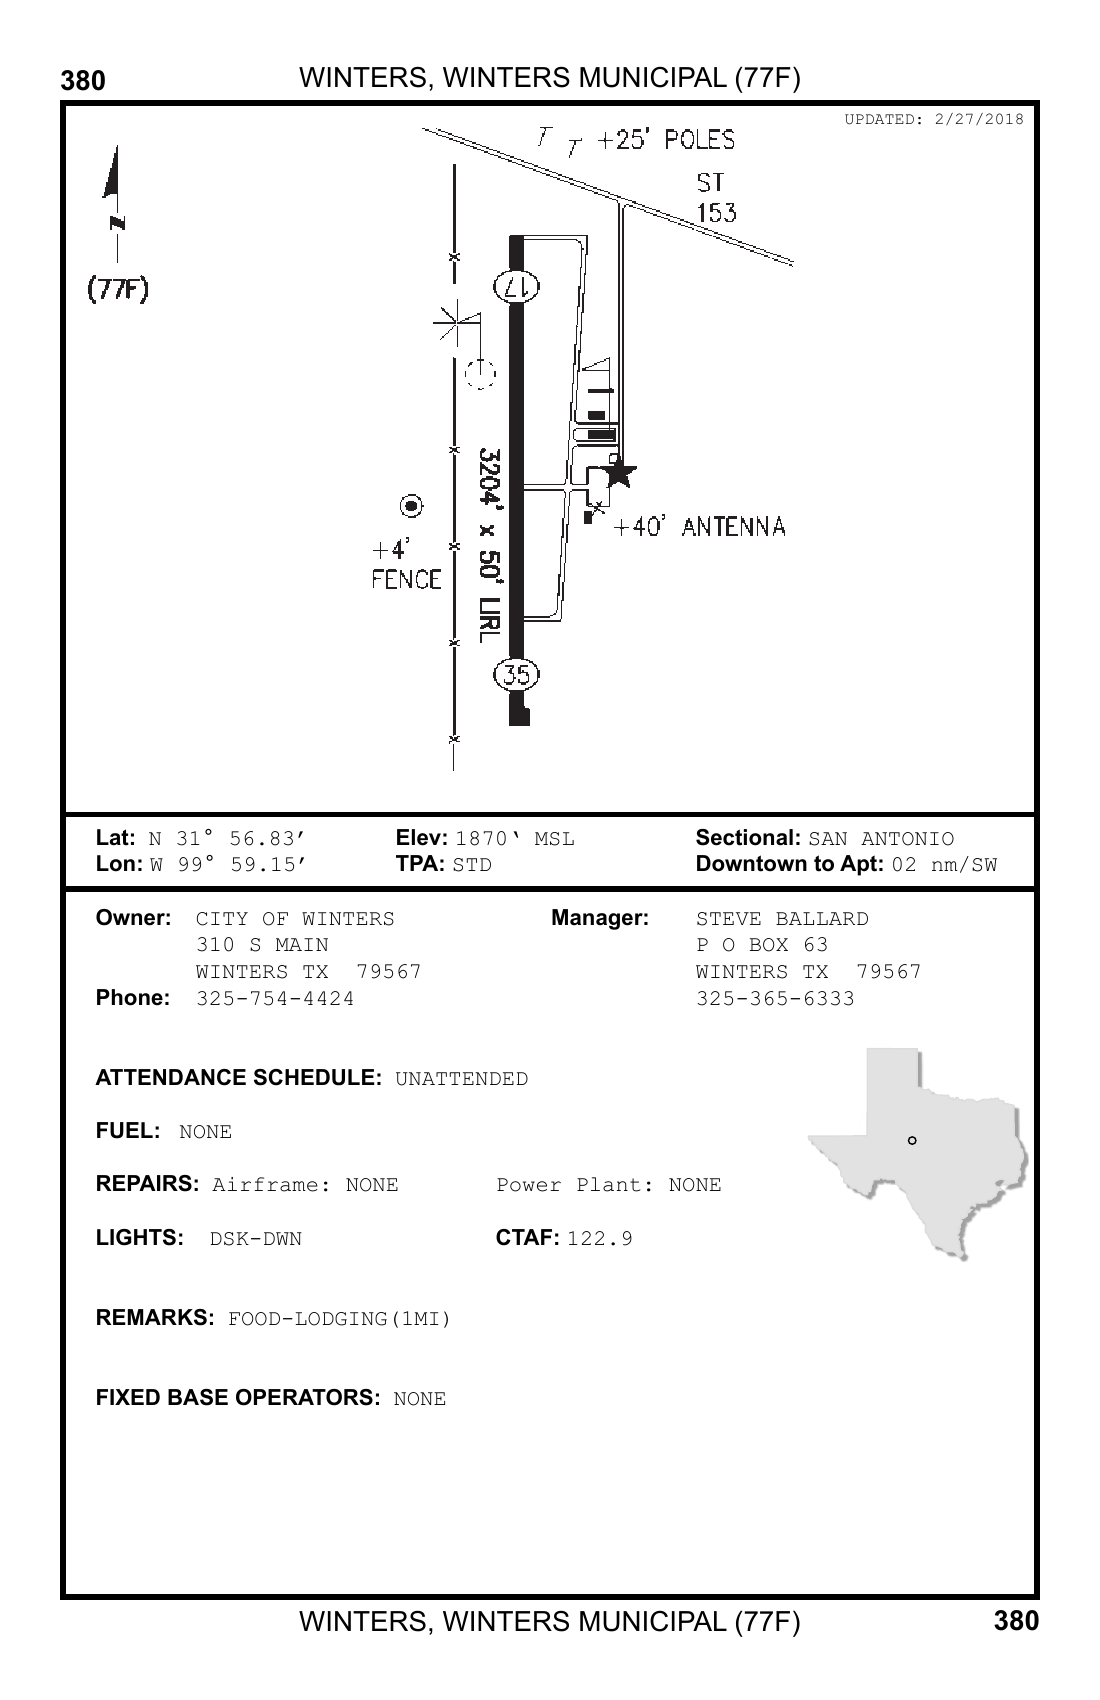 380
WINTERS, WINTERS MUNICIPAL (77F)
UPDATED: 2/27/2018
T T +25' POLES
ST
153
N
(77F)
17
3204' x 50' LIRL
+40' ANTENNA
+4'
FENCE
35
Lat: N 31° 56.83′ Elev: 1870‘ MSL Sectional: SAN ANTONIO
Lon: W 99° 59.15′ TPA: STD Downtown to Apt: 02 nm/SW
Owner: CITY OF WINTERS Manager: STEVE BALLARD
310 S MAIN P O BOX 63
WINTERS TX 79567 WINTERS TX 79567
Phone: 325-754-4424 325-365-6333
ATTENDANCE SCHEDULE: UNATTENDED
FUEL: NONE
REPAIRS: Airframe: NONE Power Plant: NONE
LIGHTS: DSK-DWN CTAF: 122.9
REMARKS: FOOD-LODGING(1MI)
FIXED BASE OPERATORS: NONE
WINTERS, WINTERS MUNICIPAL (77F)
380